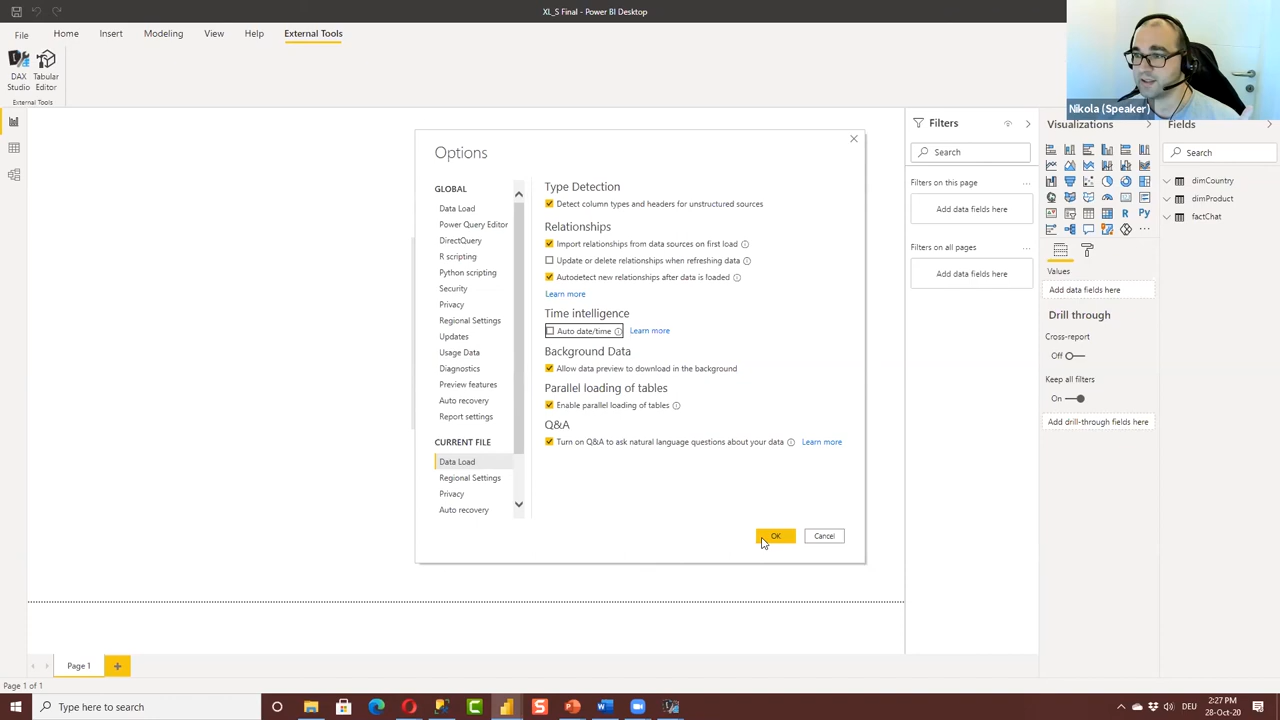 XL_S Final - Power BI Desktop
File
Home
Insert
Modeling
View
Help
External Tools
DAX
Studio
Tabular
Editor
External Tools
Nikola (Speaker)
Options
GLOBAL
Data Load
Power Query Editor
DirectQuery
R scripting
Python scripting
Security
Privacy
Regional Settings
Updates
Usage Data
Diagnostics
Preview features
Auto recovery
Report settings
CURRENT FILE
Data Load
Regional Settings
Privacy
Auto recovery
Type Detection
Detect column types and headers for unstructured sources
Relationships
Import relationships from data sources on first load
Update or delete relationships when refreshing data
Autodetect new relationships after data is loaded
Learn more
Time intelligence
Auto date/time
Learn more
Background Data
Allow data preview to download in the background
Parallel loading of tables
Enable parallel loading of tables
Q&A
Turn on Q&A to ask natural language questions about your data
Learn more
OK
Cancel
Filters
Search
Filters on this page
Add data fields here
Filters on all pages
Add data fields here
Visualizations
R
Py
Values
Add data fields here
Drill through
Cross-report
Off
Keep all filters
On
Add drill-through fields here
Fields
Search
dimCountry
dimProduct
factChat
Page 1
Page 1 of 1
Type here to search
DEU
2:27 PM
28-Oct-20